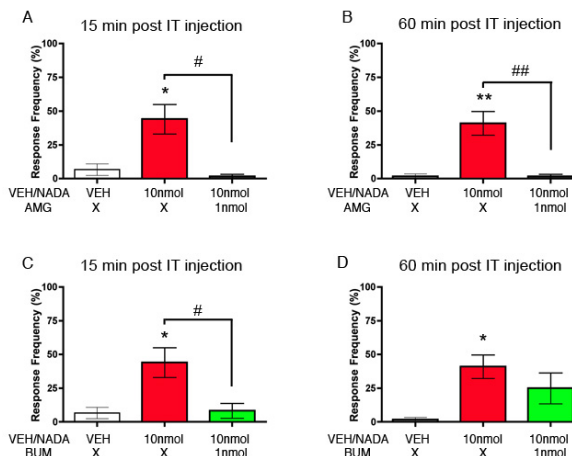 A
15 min post IT injection
Response Frequency (%)
100
75
50
25
0
*
#
VEH/NADA VEH 10nmol 10nmol
AMG X X 1nmol
B
60 min post IT injection
Response Frequency (%)
100
75
50
25
0
**
##
VEH/NADA VEH 10nmol 10nmol
AMG X X 1nmol
C
15 min post IT injection
Response Frequency (%)
100
75
50
25
0
*
#
VEH/NADA VEH 10nmol 10nmol
BUM X X 1nmol
D
60 min post IT injection
Response Frequency (%)
100
75
50
25
0
*
VEH/NADA VEH 10nmol 10nmol
BUM X X 1nmol